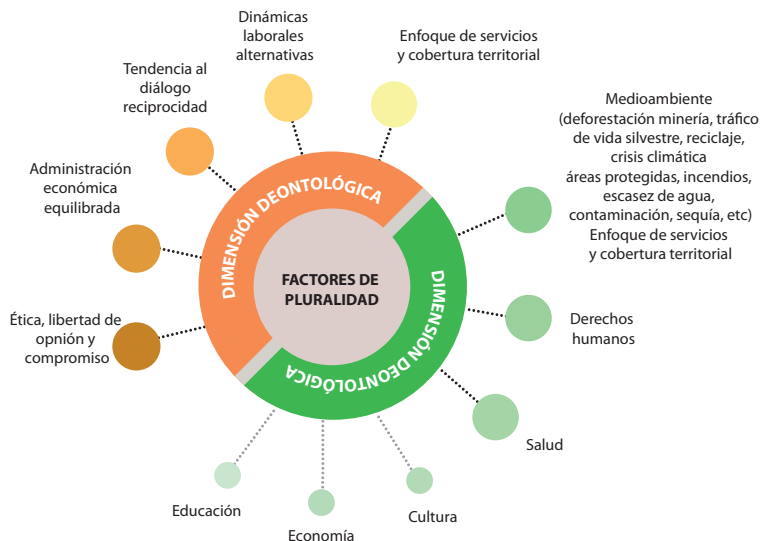 Dinámicas
laborales
alternativas
Enfoque de servicios
y cobertura territorial
Tendencia al
diálogo
reciprocidad
Medioambiente
(deforestación minería, tráfico
de vida silvestre, reciclaje,
crisis climática
áreas protegidas, incendios,
escasez de agua,
contaminación, sequía, etc)
Enfoque de servicios
y cobertura territorial
Administración
económica
equilibrada
DIMENSIÓN DEONTOLÓGICA
FACTORES DE
PLURALIDAD
DIMENSIÓN DEONTOLÓGICA
Ética, libertad de
opnión y
compromiso
Derechos
humanos
Salud
Educación
Cultura
Economía